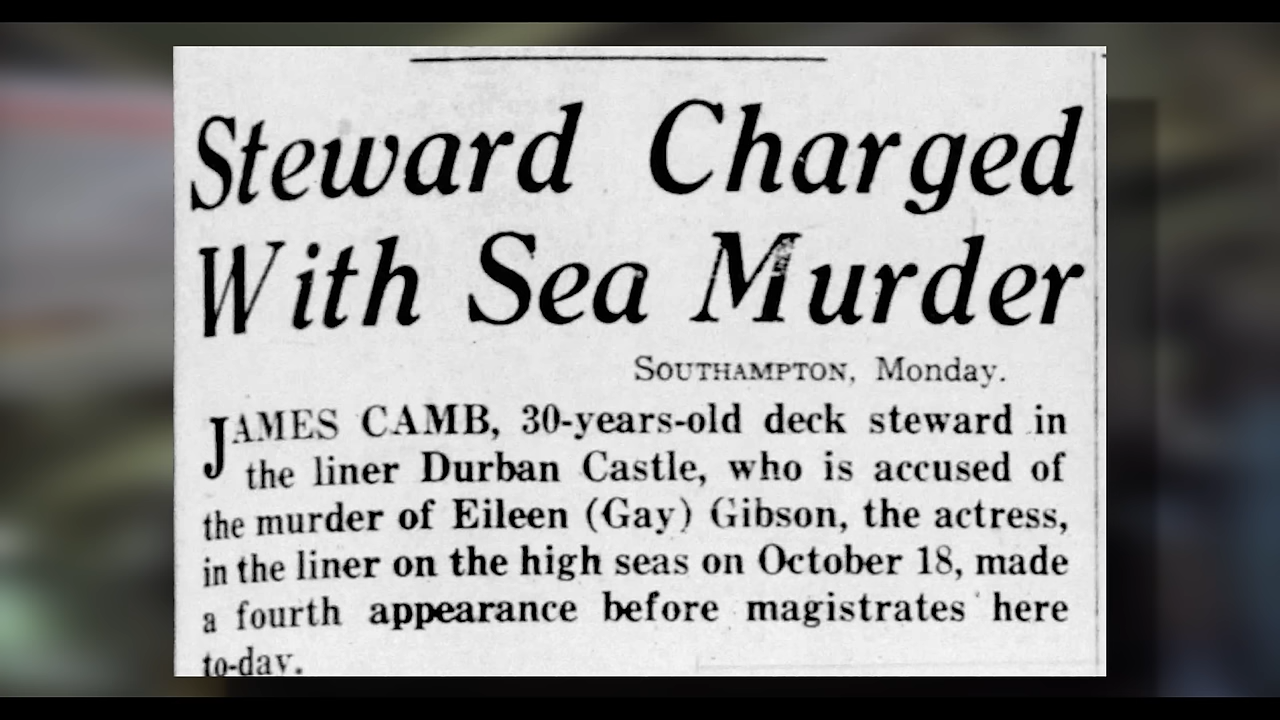 Steward Charged
With Sea Murder
SOUTHAMPTON, Monday.
JAMES CAMB, 30-years-old deck steward in
the liner Durban Castle, who is accused of
the murder of Eileen (Gay) Gibson, the actress,
in the liner on the high seas on October 18, made
a fourth appearance before magistrates here
to-day.